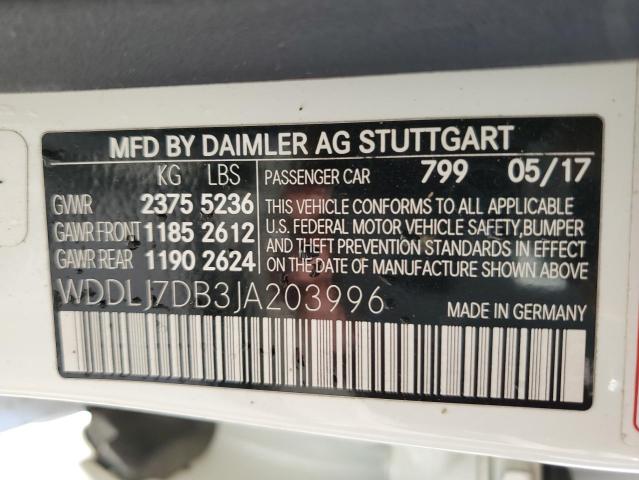 MFD BY DAIMLER AG STUTTGART
KG LBS
GVWR 2375 5236
GAWR FRONT 1185 2612
GAWR REAR 1190 2624
PASSENGER CAR 799 05/17
THIS VEHICLE CONFORMS TO ALL APPLICABLE
U.S. FEDERAL MOTOR VEHICLE SAFETY,BUMPER
AND THEFT PREVENTION STANDARDS IN EFFECT
ON DATE OF MANUFACTURE SHOWN ABOVE
WDDLJ7DB3JA203996
MADE IN GERMANY